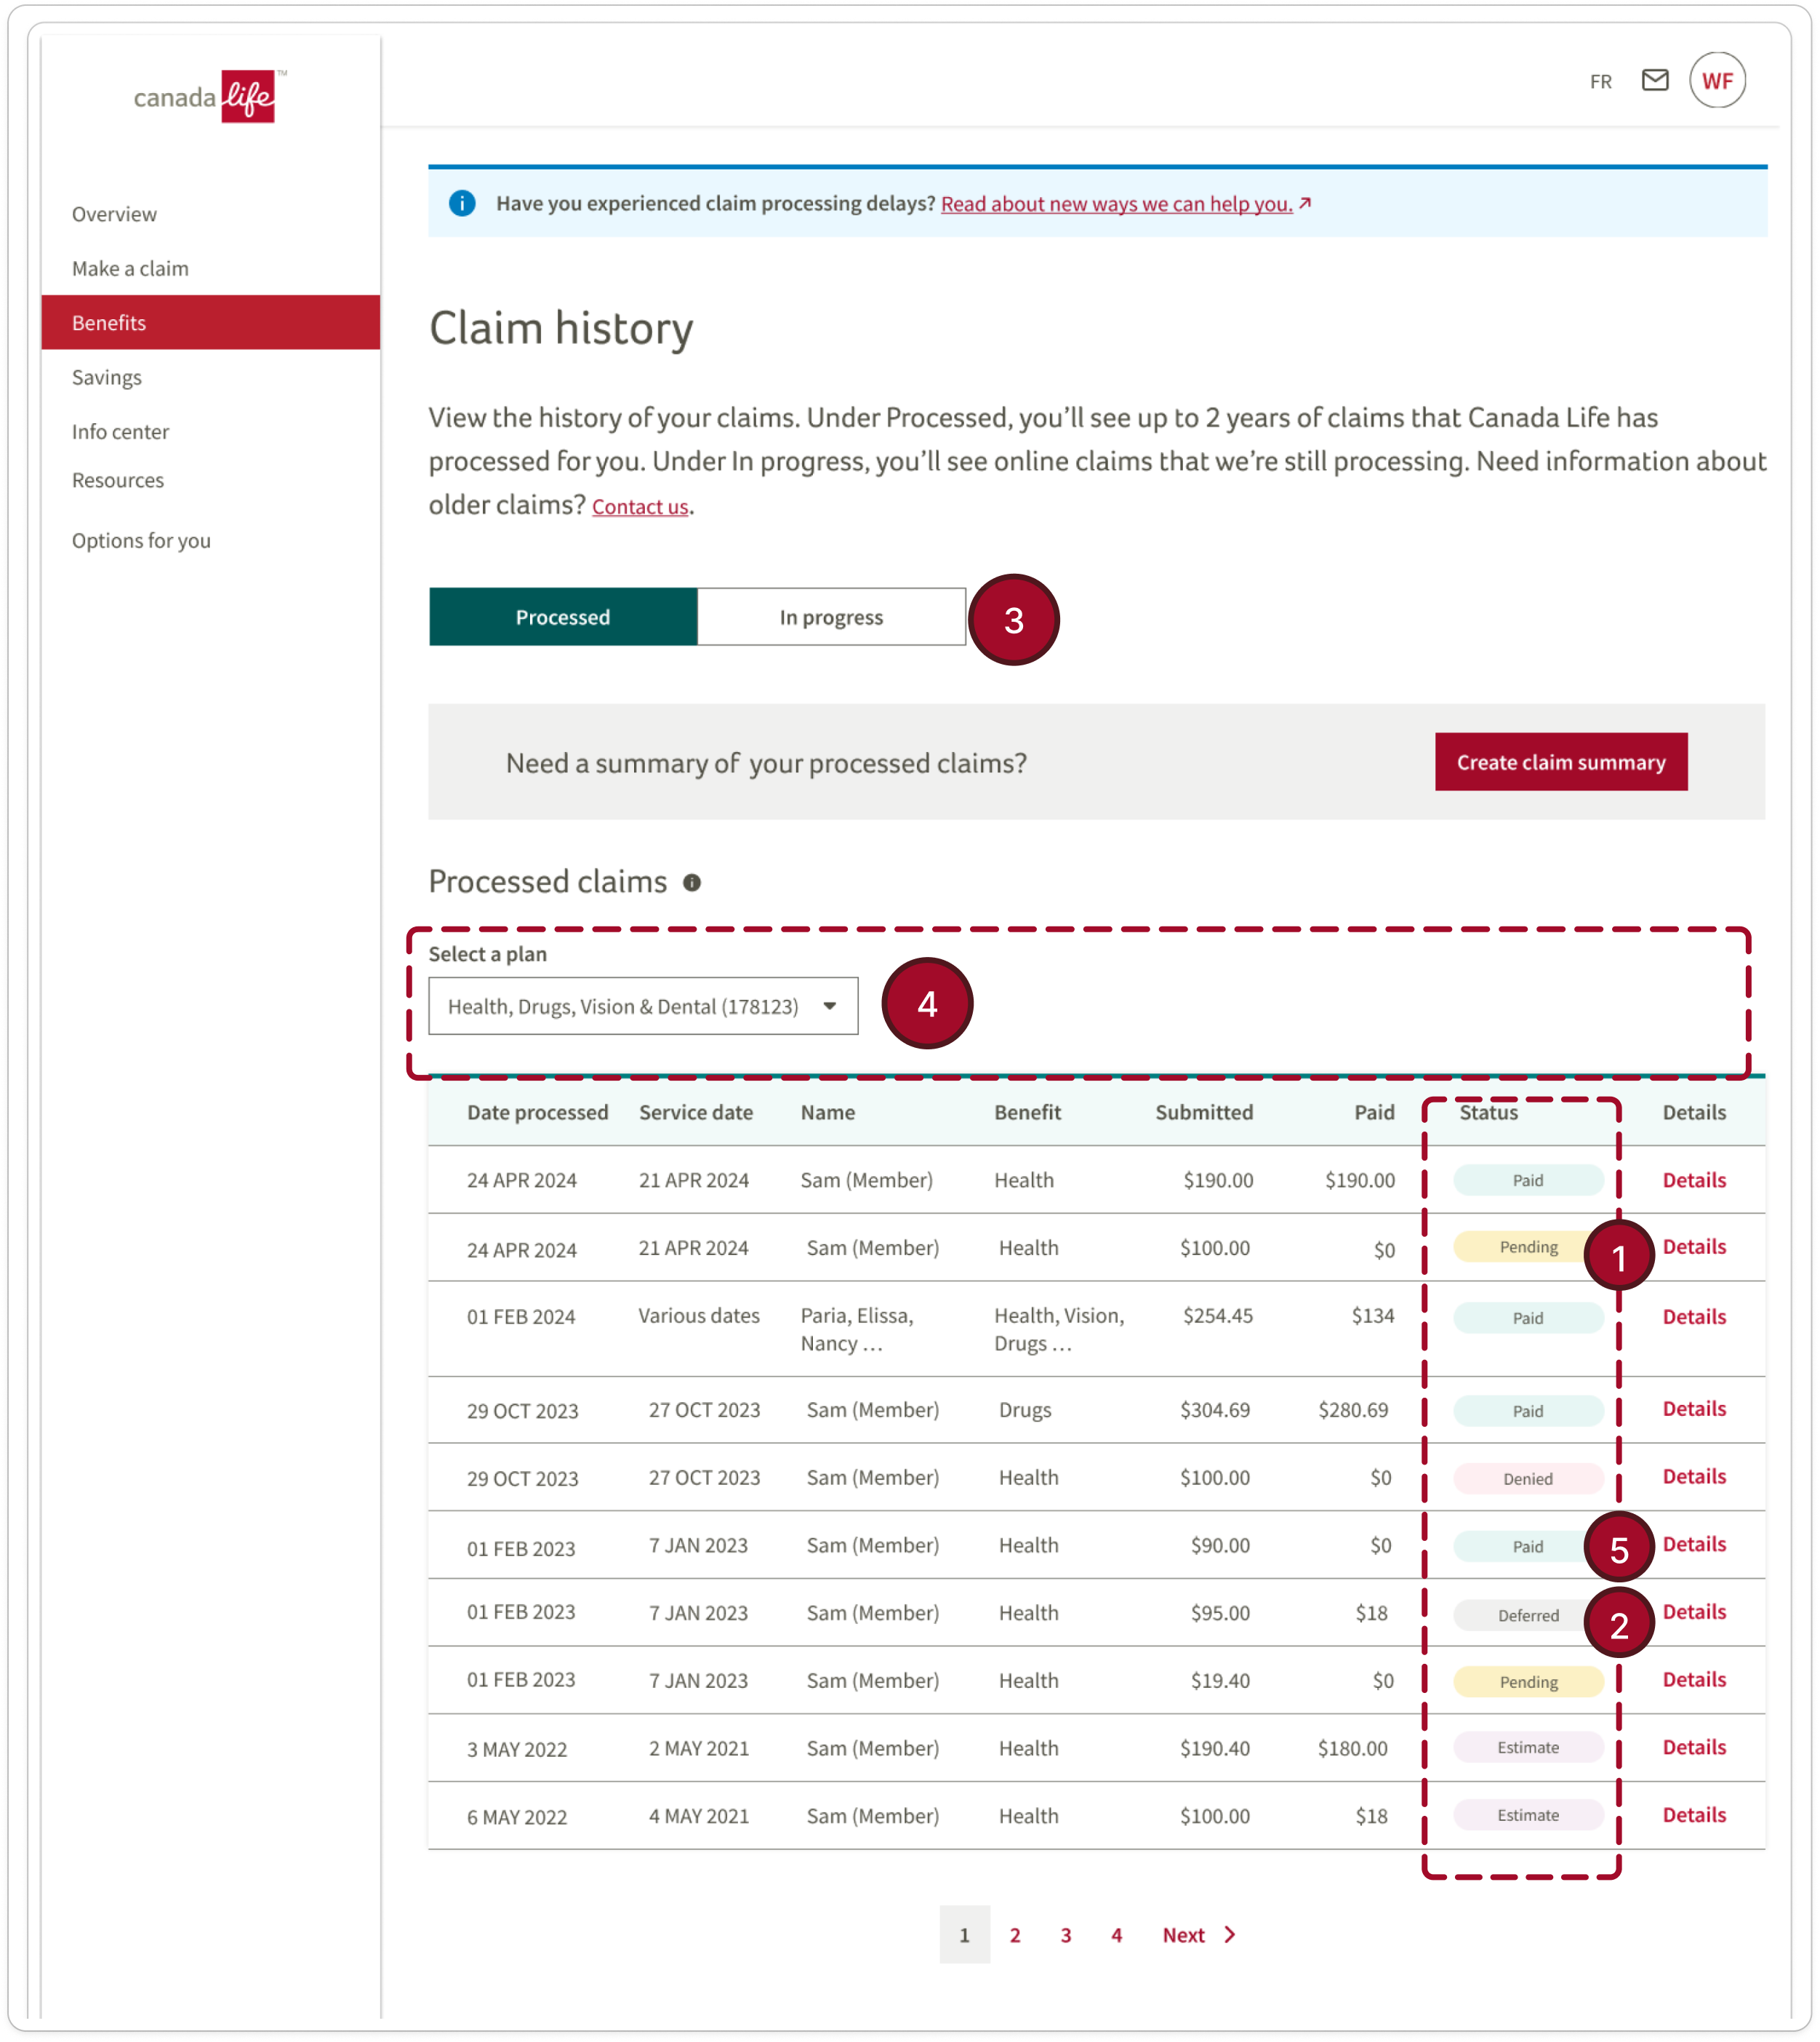 canada life ™
FR
WF
Overview
Make a claim
Benefits
Savings
Info center
Resources
Options for you
Have you experienced claim processing delays? Read about new ways we can help you.
Claim history
View the history of your claims. Under Processed, you'll see up to 2 years of claims that Canada Life has
processed for you. Under In progress, you'll see online claims that we're still processing. Need information about
older claims? Contact us.
Processed In progress 3
Need a summary of your processed claims? Create claim summary
Processed claims
Select a plan
Health, Drugs, Vision & Dental (178123) 4
Date processed Service date Name Benefit Submitted Paid Status Details
24 APR 2024 21 APR 2024 Sam (Member) Health $190.00 $190.00 Paid Details
24 APR 2024 21 APR 2024 Sam (Member) Health $100.00 $0 Pending 1 Details
01 FEB 2024 Various dates Paria, Elissa, Health, Vision, $254.45 $134 Paid Details
Nancy ... Drugs ...
29 OCT 2023 27 OCT 2023 Sam (Member) Drugs $304.69 $280.69 Paid Details
29 OCT 2023 27 OCT 2023 Sam (Member) Health $100.00 $0 Denied Details
01 FEB 2023 7 JAN 2023 Sam (Member) Health $90.00 $0 Paid 5 Details
01 FEB 2023 7 JAN 2023 Sam (Member) Health $95.00 $18 Deferred 2 Details
01 FEB 2023 7 JAN 2023 Sam (Member) Health $19.40 $0 Pending Details
3 MAY 2022 2 MAY 2021 Sam (Member) Health $190.40 $180.00 Estimate Details
6 MAY 2022 4 MAY 2021 Sam (Member) Health $100.00 $18 Estimate Details
1 2 3 4 Next